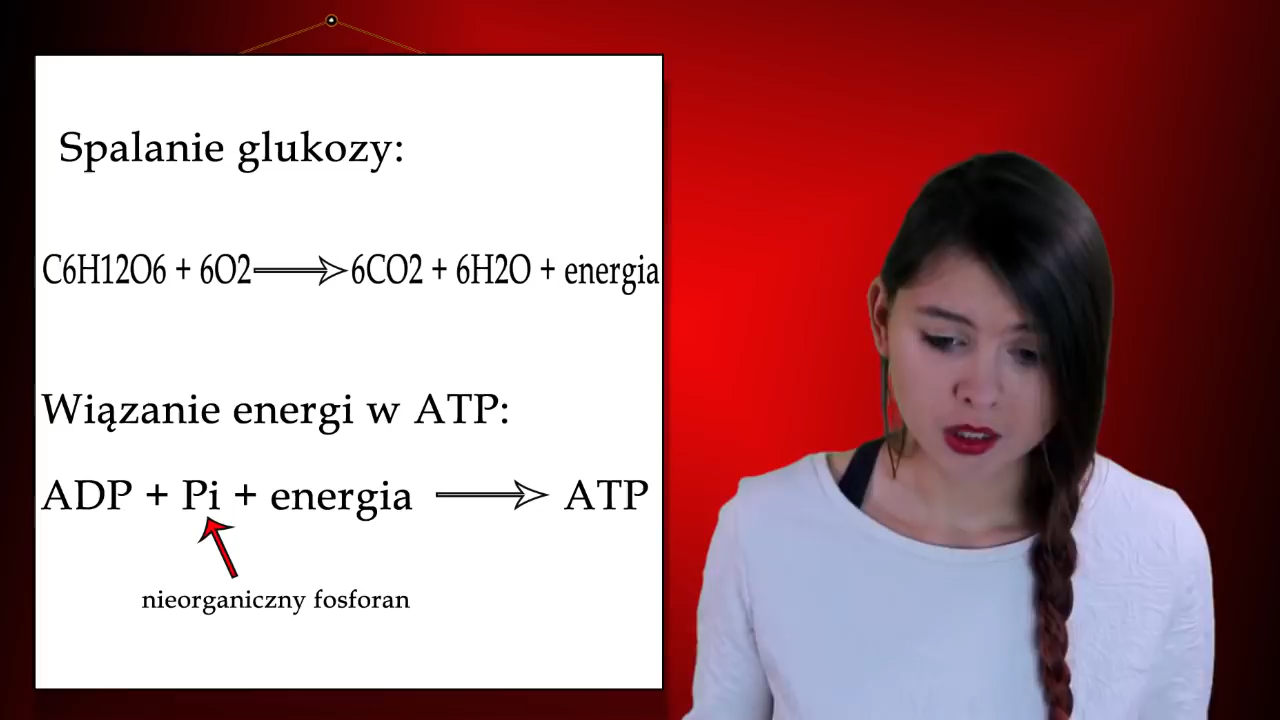 Spalanie glukozy:
C6H12O6 + 6O2 ⟹ 6CO2 + 6H2O + energia
Wiązanie energi w ATP:
ADP + Pi + energia ⟹ ATP
nieorganiczny fosforan